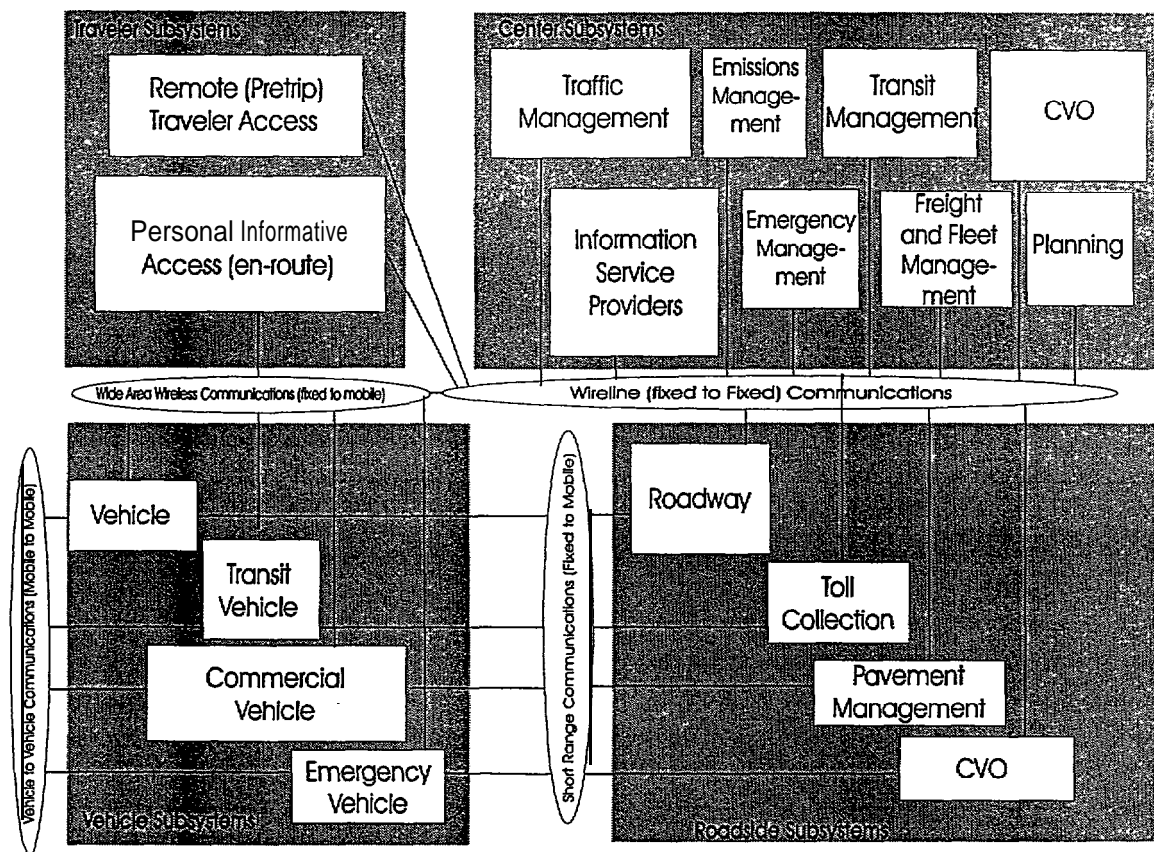 Traveler Subsystems
Remote (Pretrip)
Traveler Access
Personal Informative
Access (en-route)
Center Subsystems
Traffic
Management
Emissions
Manage-
ment
Transit
Management
CVO
Information
Service
Providers
Emergency
Manage-
ment
Freight
and Fleet
Manage-
ment
Planning
Wide Area Wireless Communications (fixed to mobile)
Wireline (fixed to Fixed) Communications
Vehicle to Vehicle Communications (Mobile to Mobile)
Vehicle
Transit
Vehicle
Commercial
Vehicle
Emergency
Vehicle
Vehicle Subsystems
Short Range Communications (Fixed to Mobile)
Roadway
Toll
Collection
Pavement
Management
CVO
Roadside Subsystems